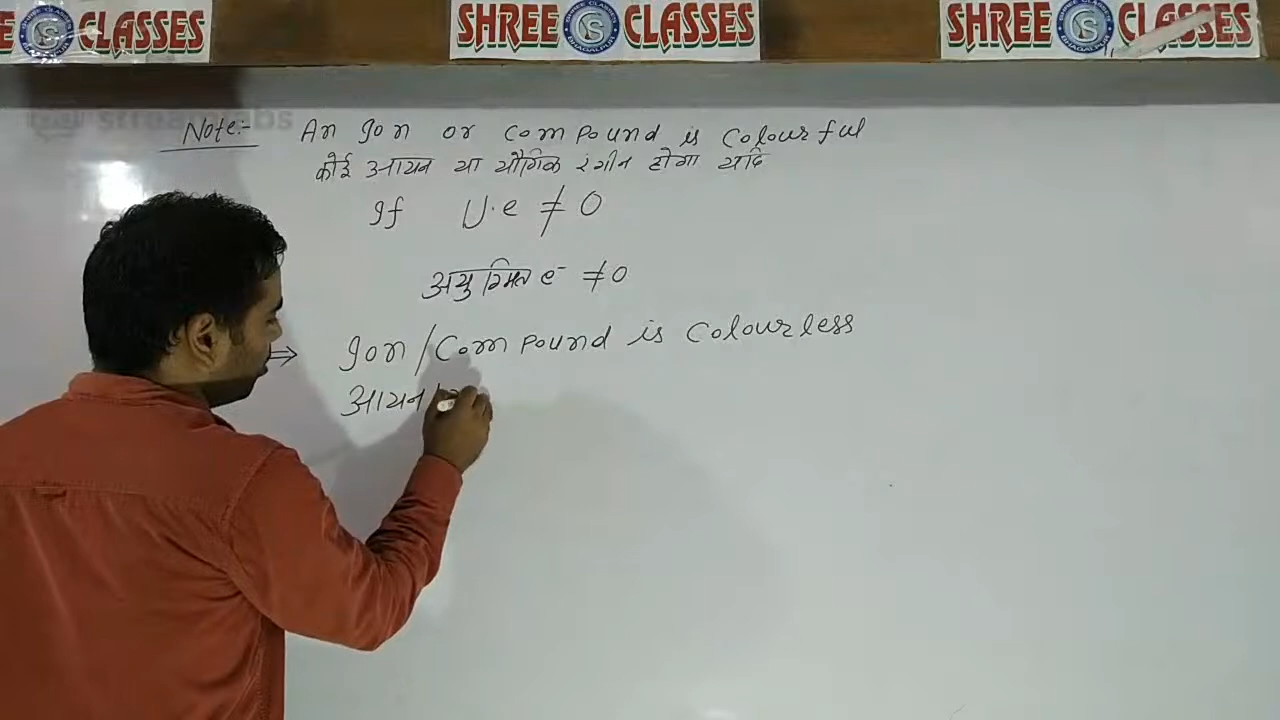 SHREE CLASSES SHREE CLASSES
CLASSES
Note:- An Ion or Compound is Colourful
कोई आयन या यौगिक रंगीन होगा यदि
If U.e ≠ 0
अयुग्मित e⁻ ≠ 0
⇒ Ion/Compound is Colourless
आयन